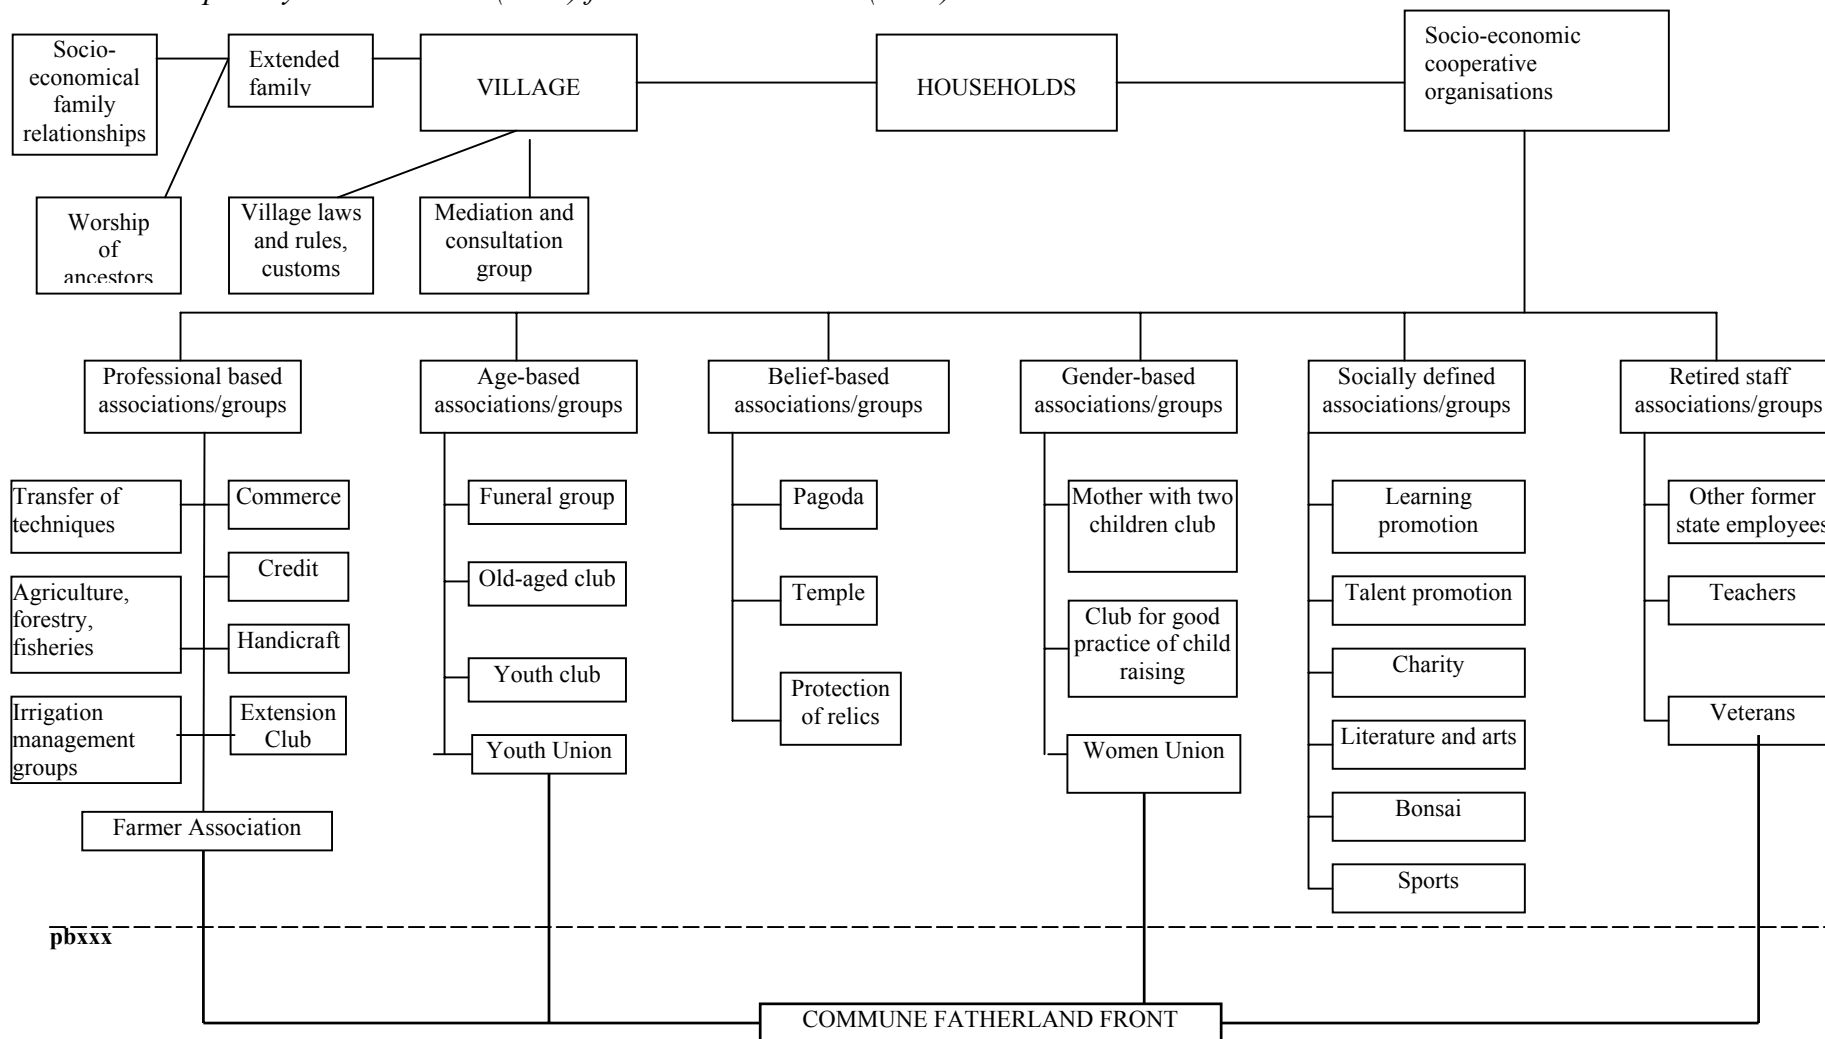 Socio-
economical
family
relationships
Extended
family
VILLAGE
HOUSEHOLDS
Socio-economic
cooperative
organisations
Worship
of
ancestors
Village laws
and rules,
customs
Mediation and
consultation
group
Professional based
associations/groups
Age-based
associations/groups
Belief-based
associations/groups
Gender-based
associations/groups
Socially defined
associations/groups
Retired staff
associations/groups
Transfer of
techniques
Commerce
Credit
Agriculture,
forestry,
fisheries
Handicraft
Irrigation
management
groups
Extension
Club
Farmer Association
Funeral group
Old-aged club
Youth club
Youth Union
Pagoda
Temple
Protection
of relics
Mother with two
children club
Club for good
practice of child
raising
Women Union
Learning
promotion
Talent promotion
Charity
Literature and arts
Bonsai
Sports
Other former
state employees
Teachers
Veterans
pbxxx
COMMUNE FATHERLAND FRONT